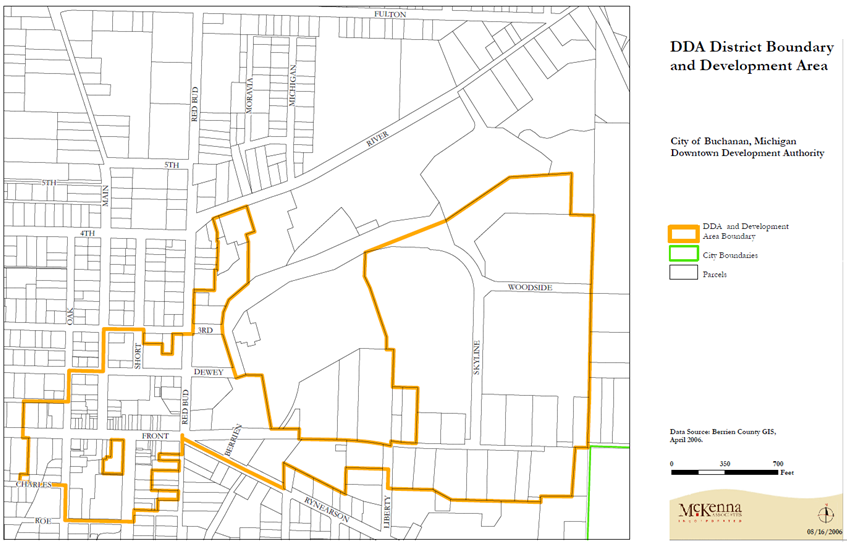 FULTON
RED BUD
MORAVIA
MICHIGAN
RIVER
5TH
5TH
MAIN
4TH
WOODSIDE
OAK
3RD
SHORT
DEWEY
SKYLINE
RED BUD
FRONT
BERRIEN
CHARLES
ROE
RYNEARSON
LIBERTY
DDA District Boundary
and Development Area
City of Buchanan, Michigan
Downtown Development Authority
DDA and Development
Area Boundary
City Boundaries
Parcels
Data Source: Berrien County GIS,
April 2006.
0 350 700
Feet
McKenna
ASSOCIATES
INCORPORATED
08/16/2006